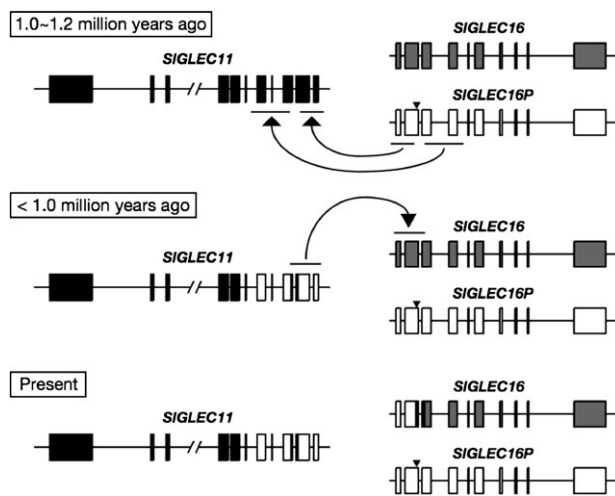 1.0~1.2 million years ago
SIGLEC11
SIGLEC16
SIGLEC16P
< 1.0 million years ago
SIGLEC11
SIGLEC16
SIGLEC16P
Present
SIGLEC11
SIGLEC16
SIGLEC16P